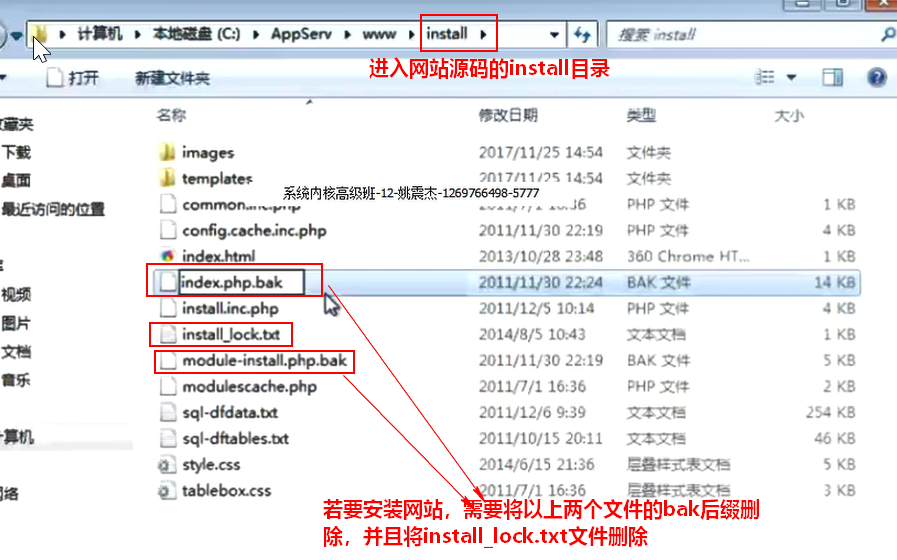 计算机 ▸ 本地磁盘 (C:) ▸ AppServ ▸ www ▸ install ▸
搜索 install
进入网站源码的install目录
打开 新建文件夹
名称 修改日期 类型 大小
收藏夹
下载
桌面
最近访问的位置
视频
图片
文档
音乐
计算机
网络
images 2017/11/25 14:54 文件夹
templates 2017/11/25 14:54 文件夹
系统内核高级班-12-姚震杰-1269766498-5777
common.inc.php 2011/7/1 16:36 PHP 文件 1 KB
config.cache.inc.php 2011/11/30 22:19 PHP 文件 4 KB
index.html 2013/10/28 23:48 360 Chrome HT... 1 KB
index.php.bak 2011/11/30 22:24 BAK 文件 14 KB
install.inc.php 2011/12/5 10:14 PHP 文件 4 KB
install_lock.txt 2014/8/5 10:43 文本文档 1 KB
module-install.php.bak 2011/11/30 22:19 BAK 文件 5 KB
modulescache.php 2011/7/1 16:36 PHP 文件 2 KB
sql-dfdata.txt 2011/12/6 9:39 文本文档 254 KB
sql-dftables.txt 2011/10/15 20:11 文本文档 46 KB
style.css 2014/6/15 21:36 层叠样式表文档 5 KB
tablebox.css 2011/7/1 16:36 层叠样式表文档 3 KB
若要安装网站，需要将以上两个文件的bak后缀删
除，并且将install_lock.txt文件删除